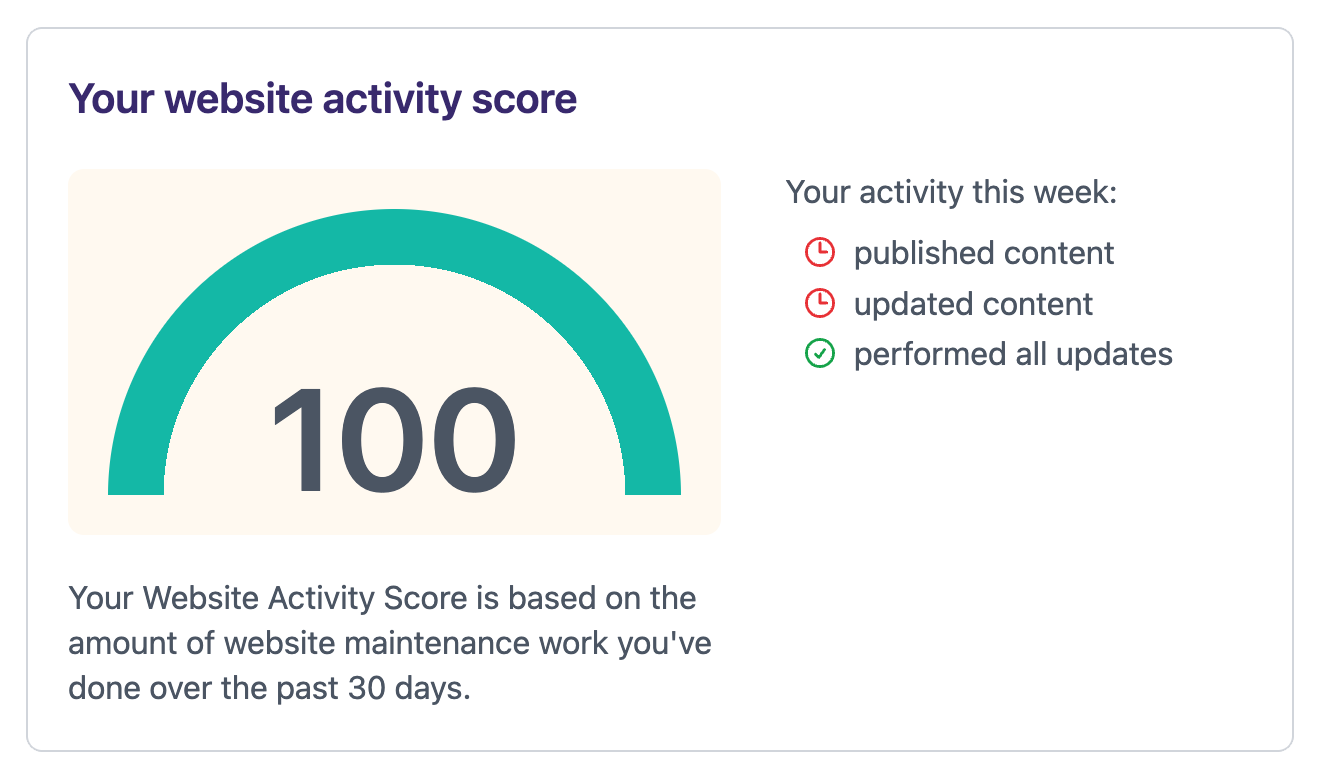 Your website activity score
100
Your Website Activity Score is based on the
amount of website maintenance work you've
done over the past 30 days.
Your activity this week:
published content
updated content
performed all updates